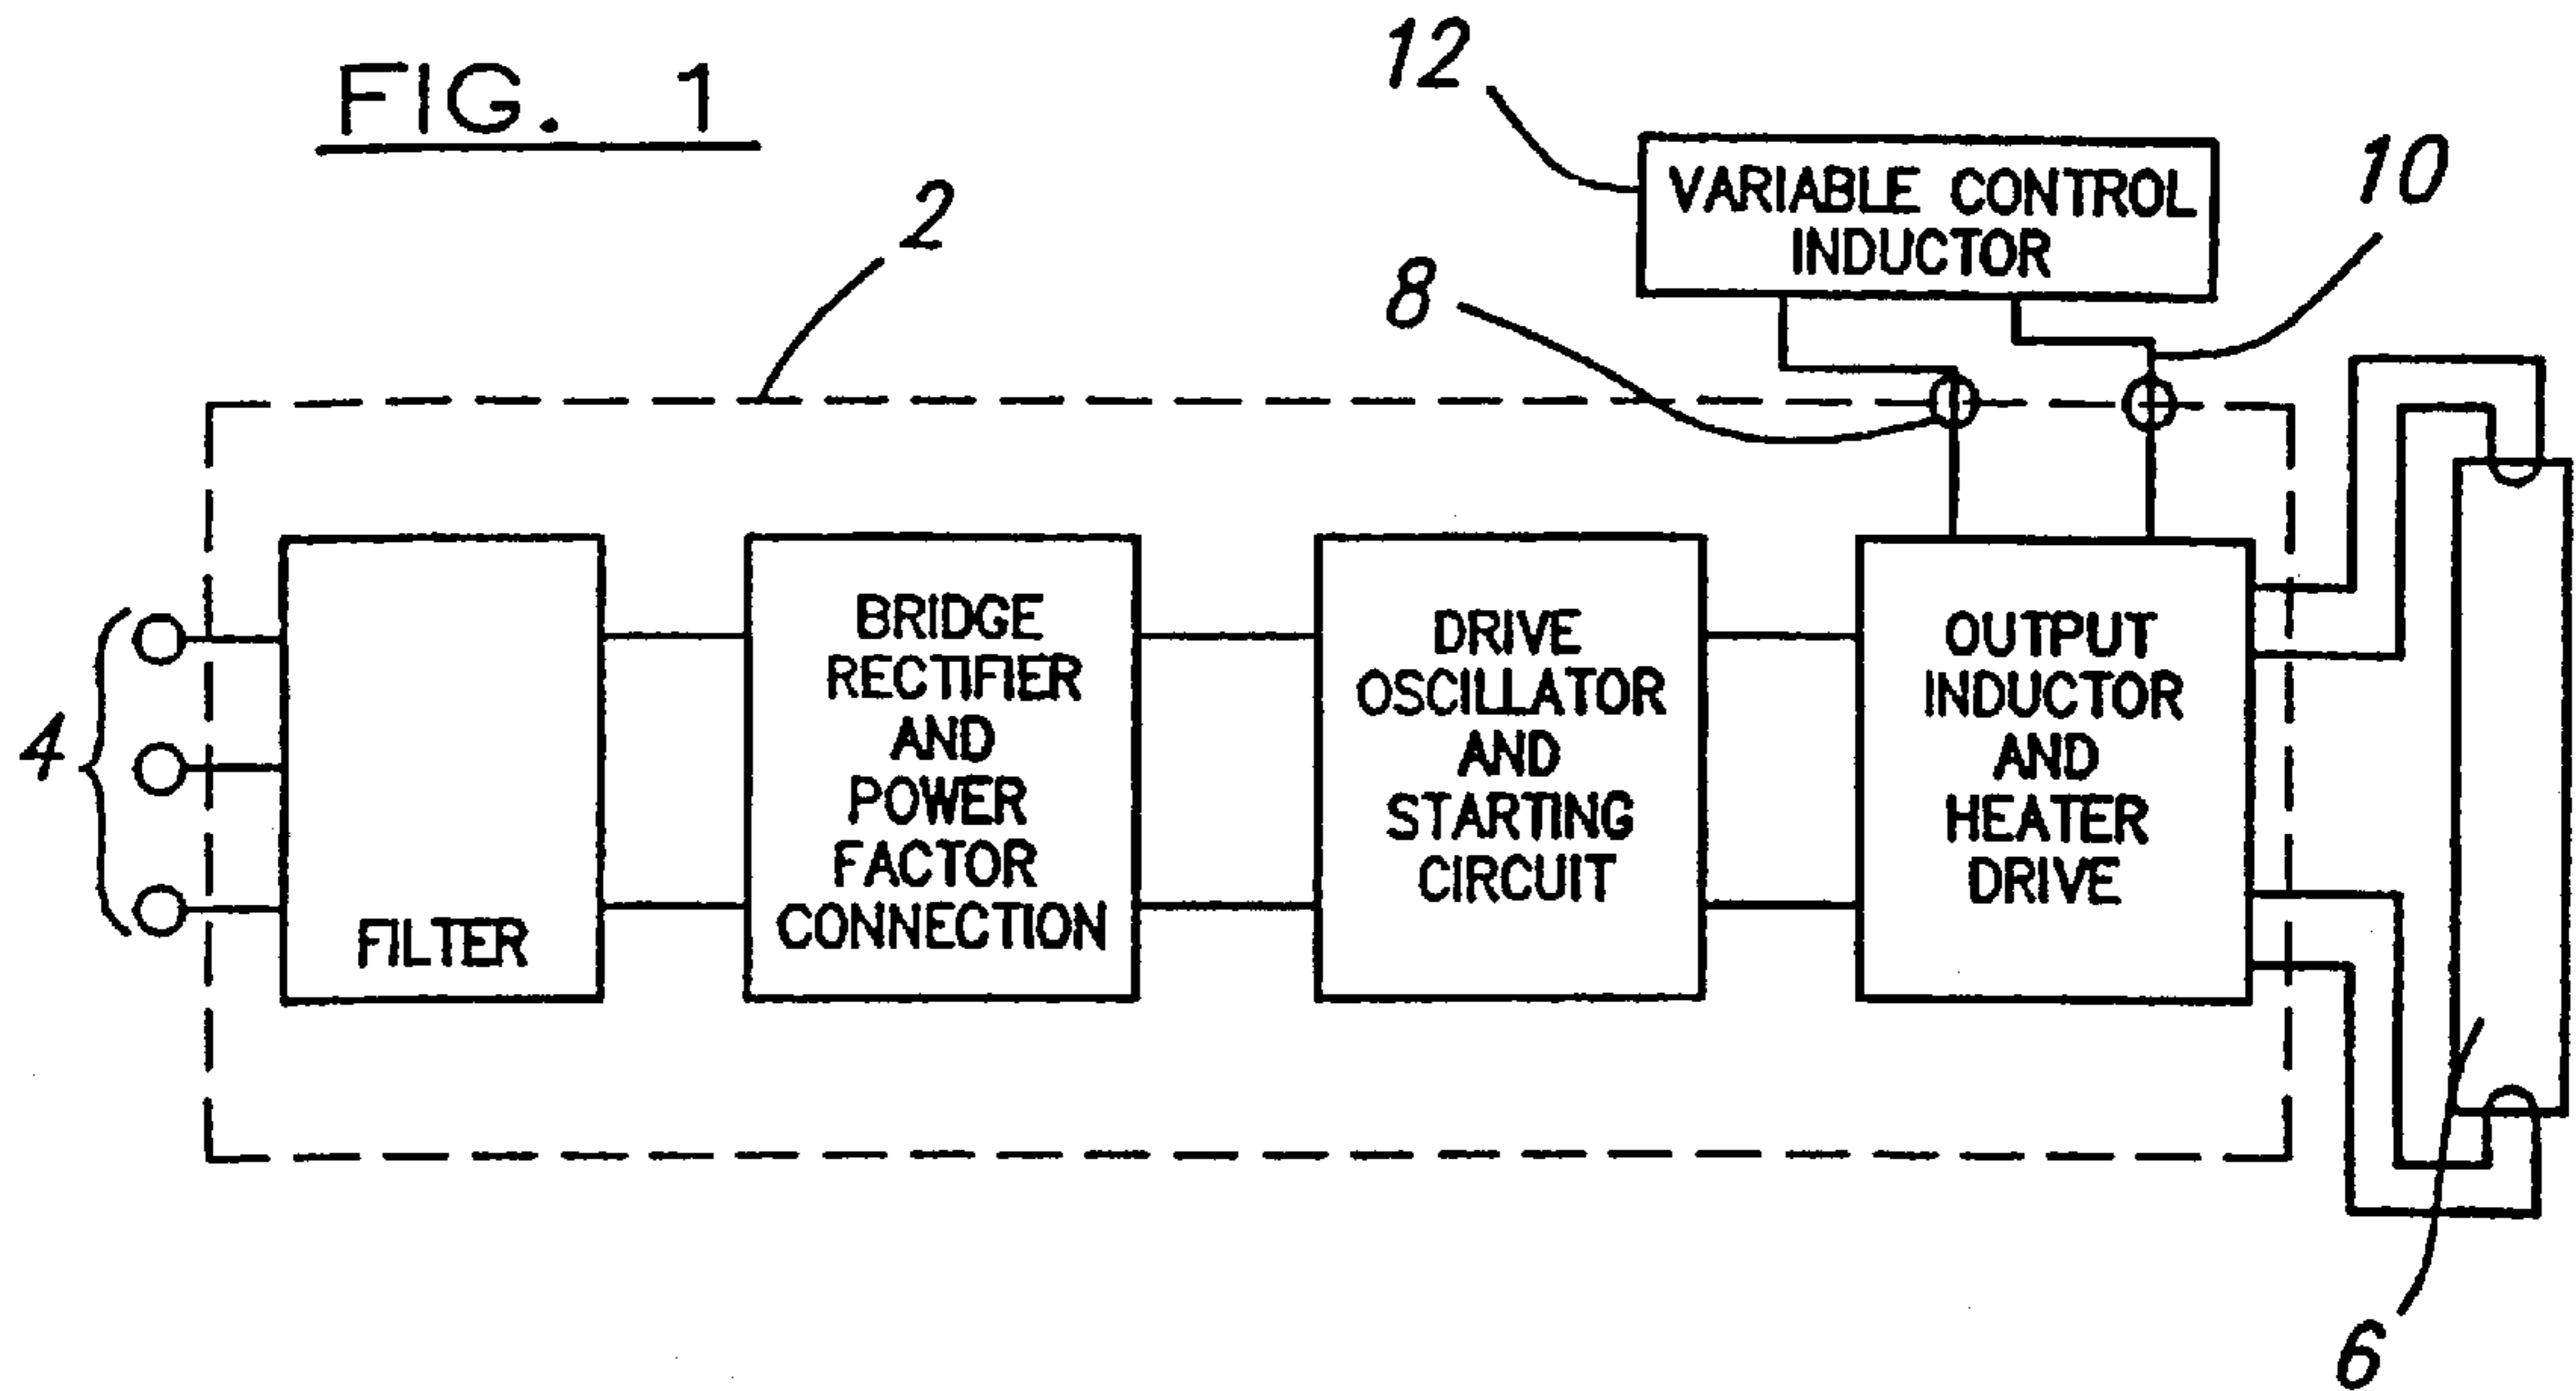 FIG. 1
12
VARIABLE CONTROL
INDUCTOR
10
2
8
4
FILTER
BRIDGE
RECTIFIER
AND
POWER
FACTOR
CONNECTION
DRIVE
OSCILLATOR
AND
STARTING
CIRCUIT
OUTPUT
INDUCTOR
AND
HEATER
DRIVE
6